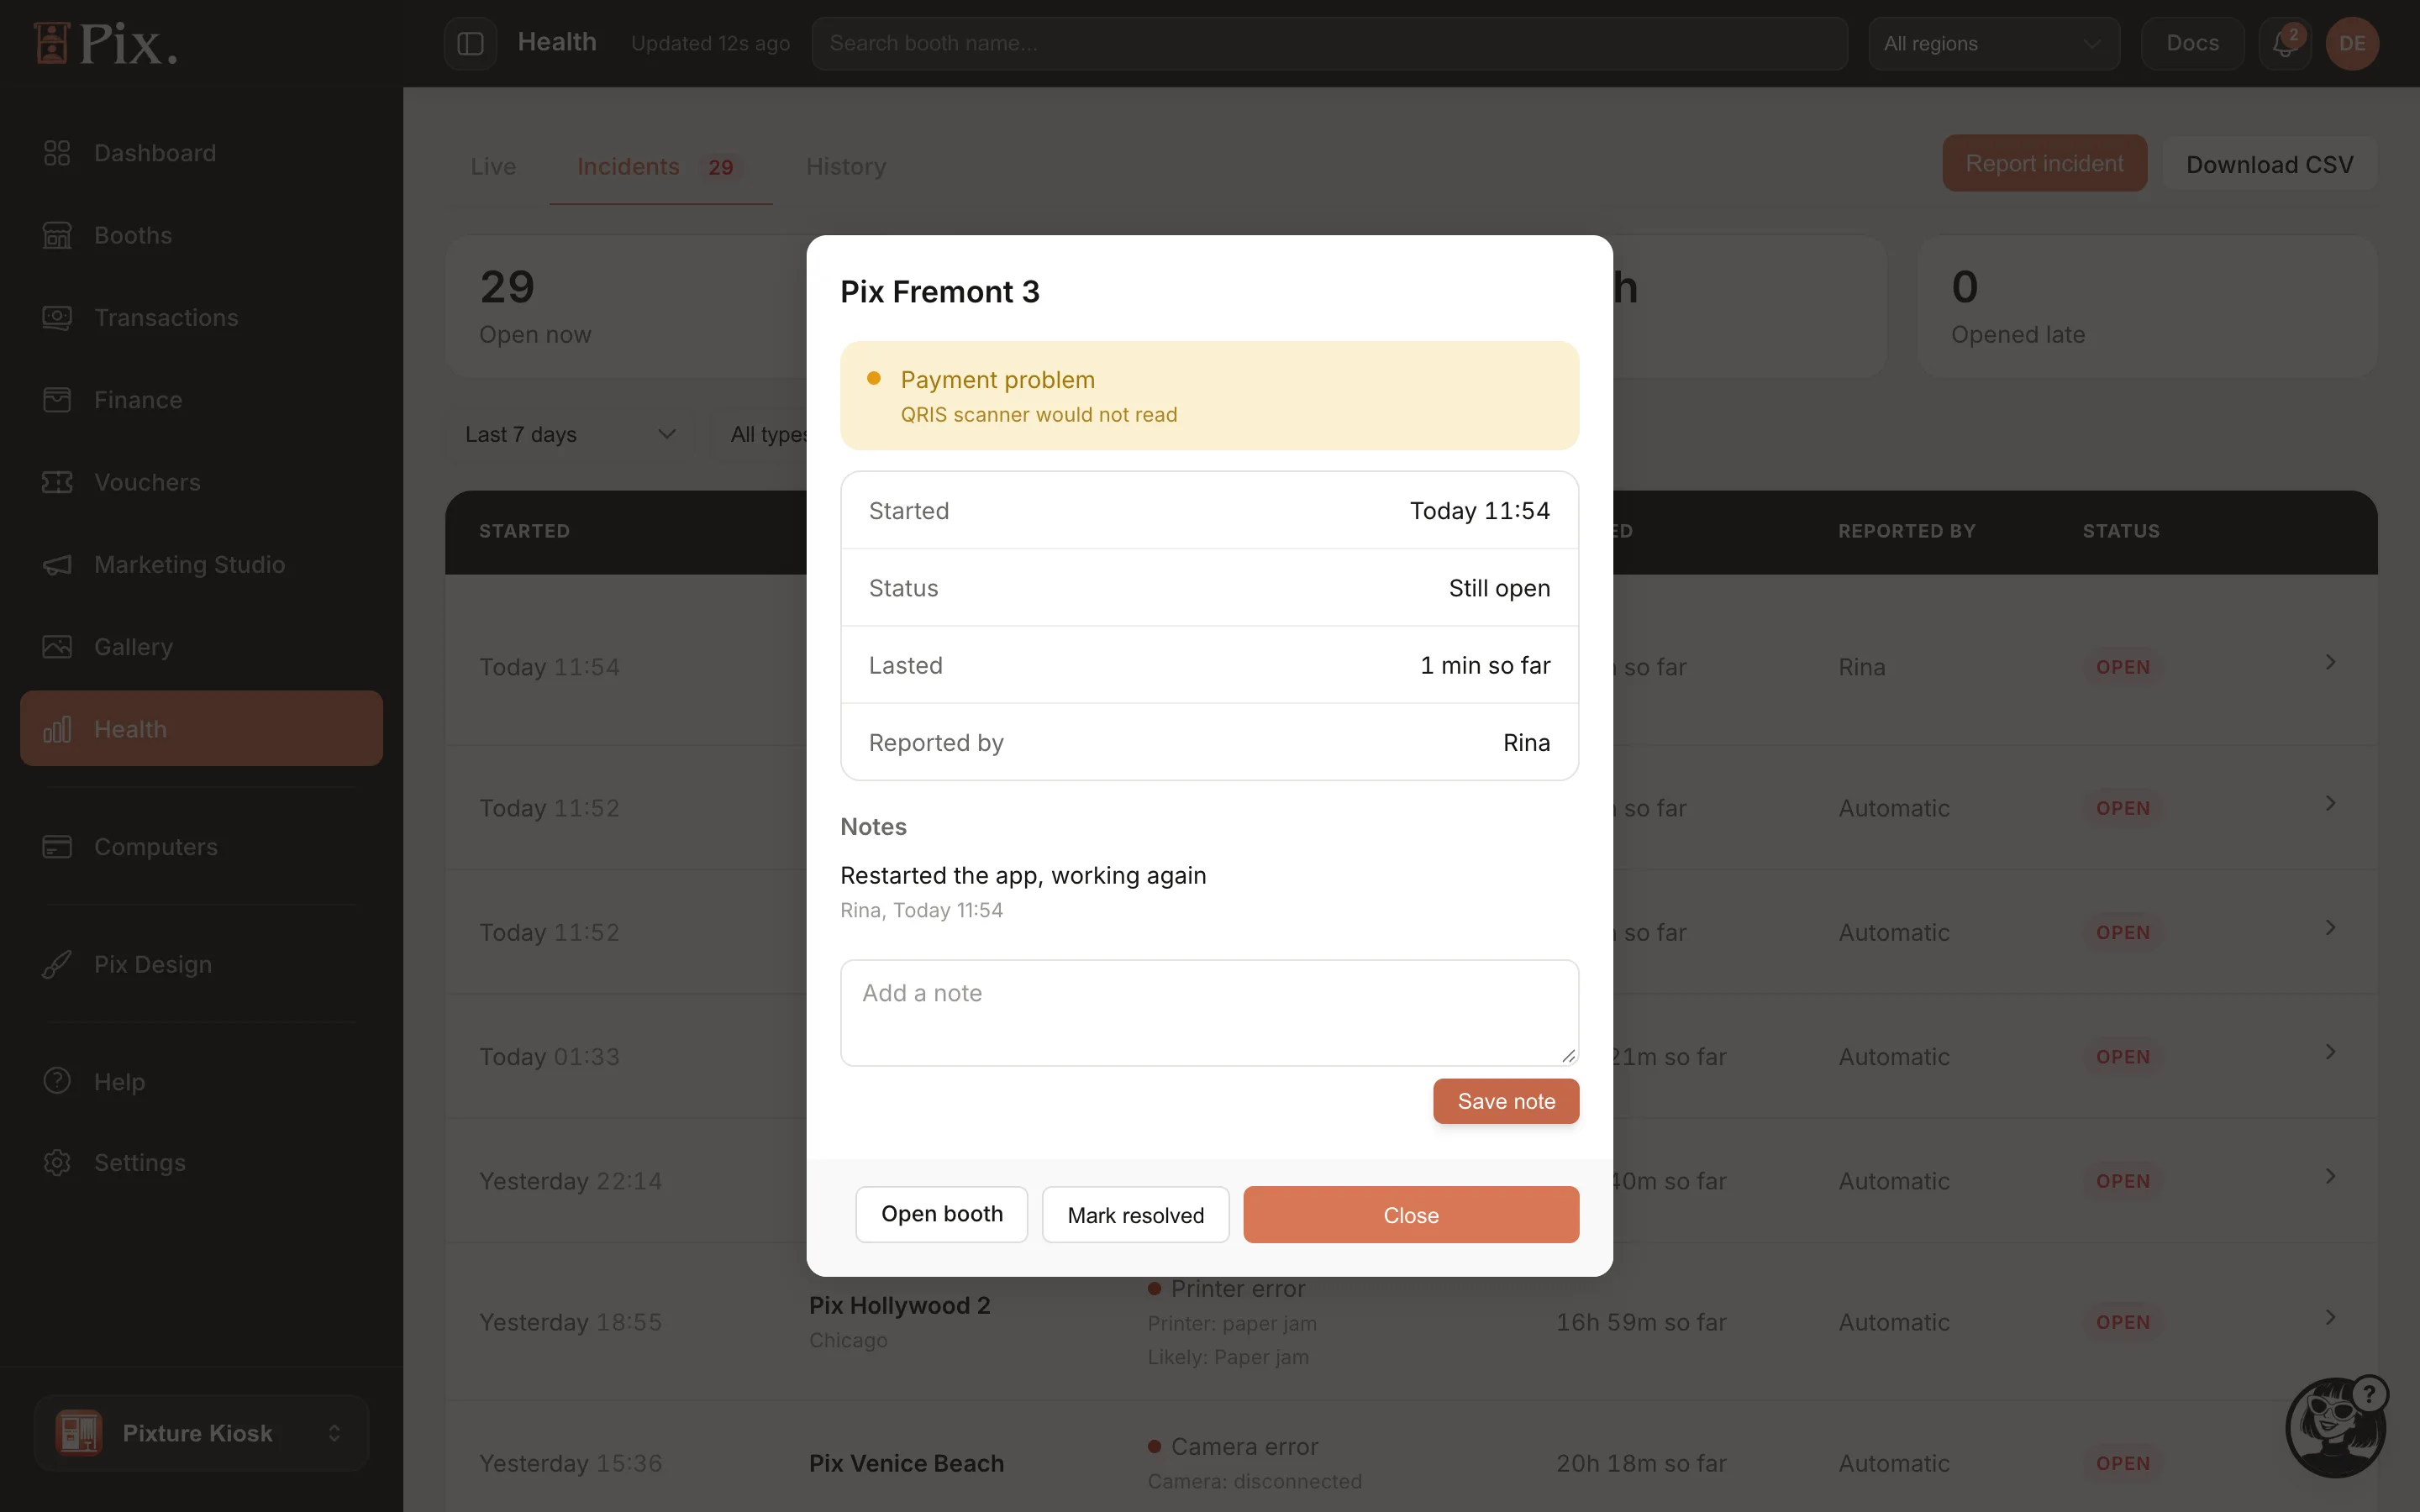 Pix.
Health
Updated 12s ago
Search booth name...
All regions
Docs
2
DE
Dashboard
Booths
Transactions
Finance
Vouchers
Marketing Studio
Gallery
Health
Computers
Pix Design
Help
Settings
Pixture Kiosk
Live
Incidents 29
History
Report incident
Download CSV
29
Open now
h
0
Opened late
Last 7 days
All types
STARTED
ED
REPORTED BY
STATUS
Today 11:54
so far
Rina
OPEN
Today 11:52
so far
Automatic
OPEN
Today 11:52
so far
Automatic
OPEN
Today 01:33
21m so far
Automatic
OPEN
Yesterday 22:14
40m so far
Automatic
OPEN
Yesterday 18:55
Pix Hollywood 2
Chicago
Printer error
Printer: paper jam
Likely: Paper jam
16h 59m so far
Automatic
OPEN
Yesterday 15:36
Pix Venice Beach
Camera error
Camera: disconnected
20h 18m so far
Automatic
OPEN
?
Pix Fremont 3
Payment problem
QRIS scanner would not read
Started
Today 11:54
Status
Still open
Lasted
1 min so far
Reported by
Rina
Notes
Restarted the app, working again
Rina, Today 11:54
Add a note
Save note
Open booth
Mark resolved
Close